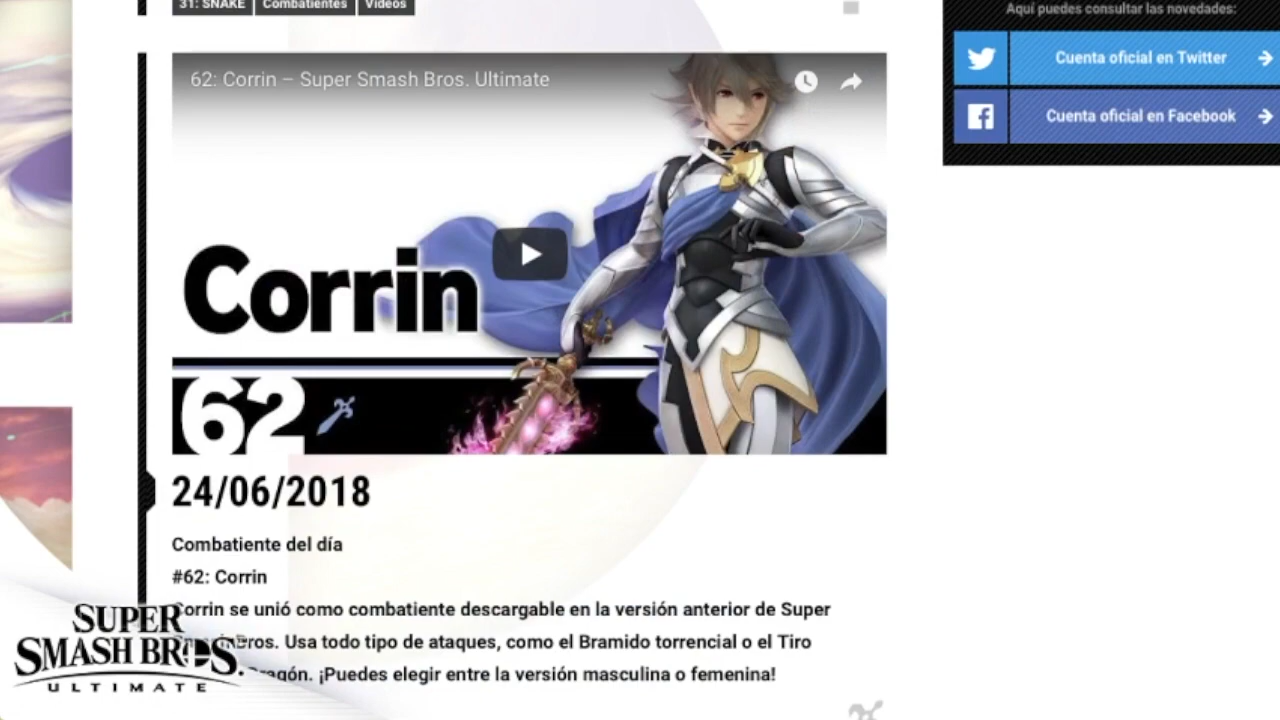 31: SNAKE Combatientes Vídeos
Aquí puedes consultar las novedades:
Cuenta oficial en Twitter
Cuenta oficial en Facebook
62: Corrin – Super Smash Bros. Ultimate
Corrin
62
24/06/2018
Combatiente del día
#62: Corrin
Corrin se unió como combatiente descargable en la versión anterior de Super
Bros. Usa todo tipo de ataques, como el Bramido torrencial o el Tiro
Dragón. ¡Puedes elegir entre la versión masculina o femenina!
SUPER
SMASH BROS.
ULTIMATE